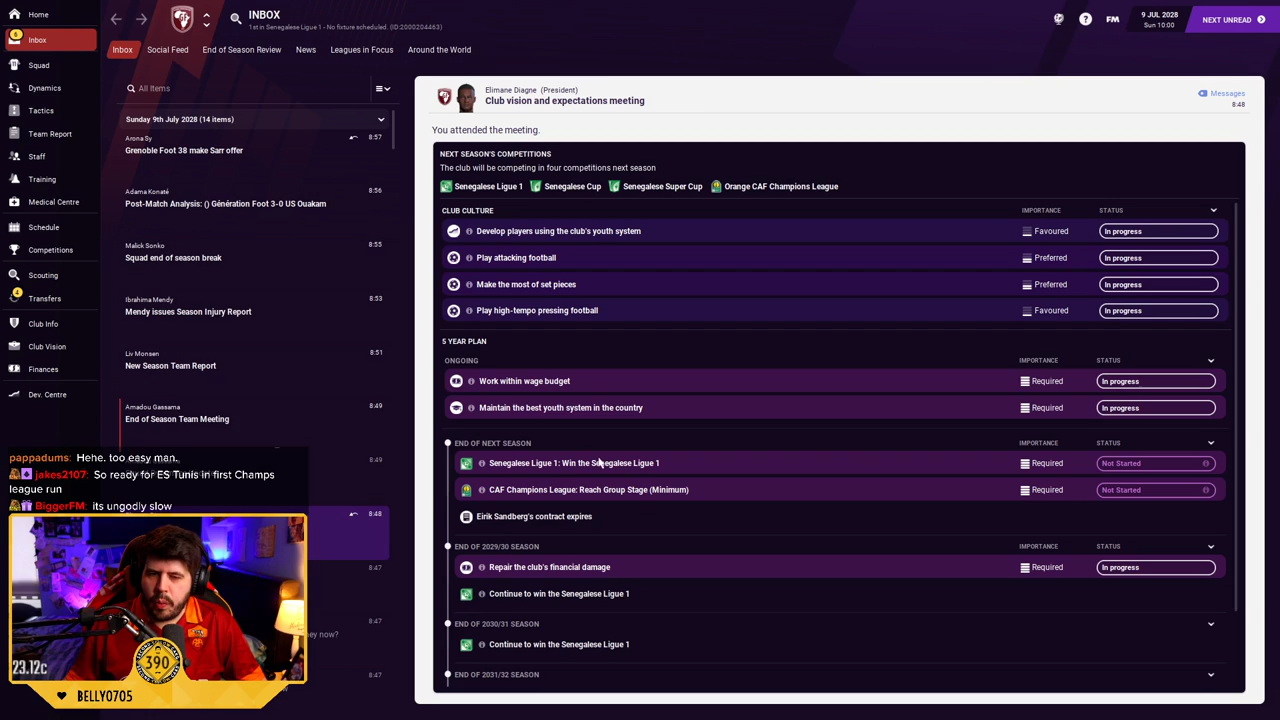 Home
INBOX
1st in Senegalese Ligue 1 - No fixture scheduled. (ID:2000204463)
FM
9 JUL 2028
Sun 10:00
NEXT UNREAD
6
Inbox
Inbox
Social Feed
End of Season Review
News
Leagues in Focus
Around the World
Squad
Dynamics
Tactics
Team Report
Staff
Training
Medical Centre
Schedule
Competitions
Scouting
4
Transfers
Club Info
Club Vision
Finances
Dev. Centre
All Items
Sunday 9th July 2028 (14 items)
Arona Sy
8:57
Grenoble Foot 38 make Sarr offer
Adama Konaté
8:56
Post-Match Analysis: () Génération Foot 3-0 US Ouakam
Malick Sonko
8:55
Squad end of season break
Ibrahima Mendy
8:53
Mendy issues Season Injury Report
Liv Monsen
8:51
New Season Team Report
Amadou Gassama
8:49
End of Season Team Meeting
8:49
8:48
8:47
8:47
ey now?
8:47
Elimane Diagne (President)
Club vision and expectations meeting
Messages
8:48
You attended the meeting.
NEXT SEASON'S COMPETITIONS
The club will be competing in four competitions next season
Senegalese Ligue 1
Senegalese Cup
Senegalese Super Cup
Orange CAF Champions League
CLUB CULTURE
IMPORTANCE
STATUS
Develop players using the club's youth system
Favoured
In progress
Play attacking football
Preferred
In progress
Make the most of set pieces
Preferred
In progress
Play high-tempo pressing football
Favoured
In progress
5 YEAR PLAN
ONGOING
IMPORTANCE
STATUS
Work within wage budget
Required
In progress
Maintain the best youth system in the country
Required
In progress
END OF NEXT SEASON
IMPORTANCE
STATUS
Senegalese Ligue 1: Win the Senegalese Ligue 1
Required
Not Started
CAF Champions League: Reach Group Stage (Minimum)
Required
Not Started
Eirik Sandberg's contract expires
END OF 2029/30 SEASON
IMPORTANCE
STATUS
Repair the club's financial damage
Required
In progress
Continue to win the Senegalese Ligue 1
END OF 2030/31 SEASON
Continue to win the Senegalese Ligue 1
END OF 2031/32 SEASON
pappadums: Hehe. too easy man.
jakes2107: So ready for ES Tunis in first Champs
league run
BiggerFM: its ungodly slow
23.12c
390
BELLY0705